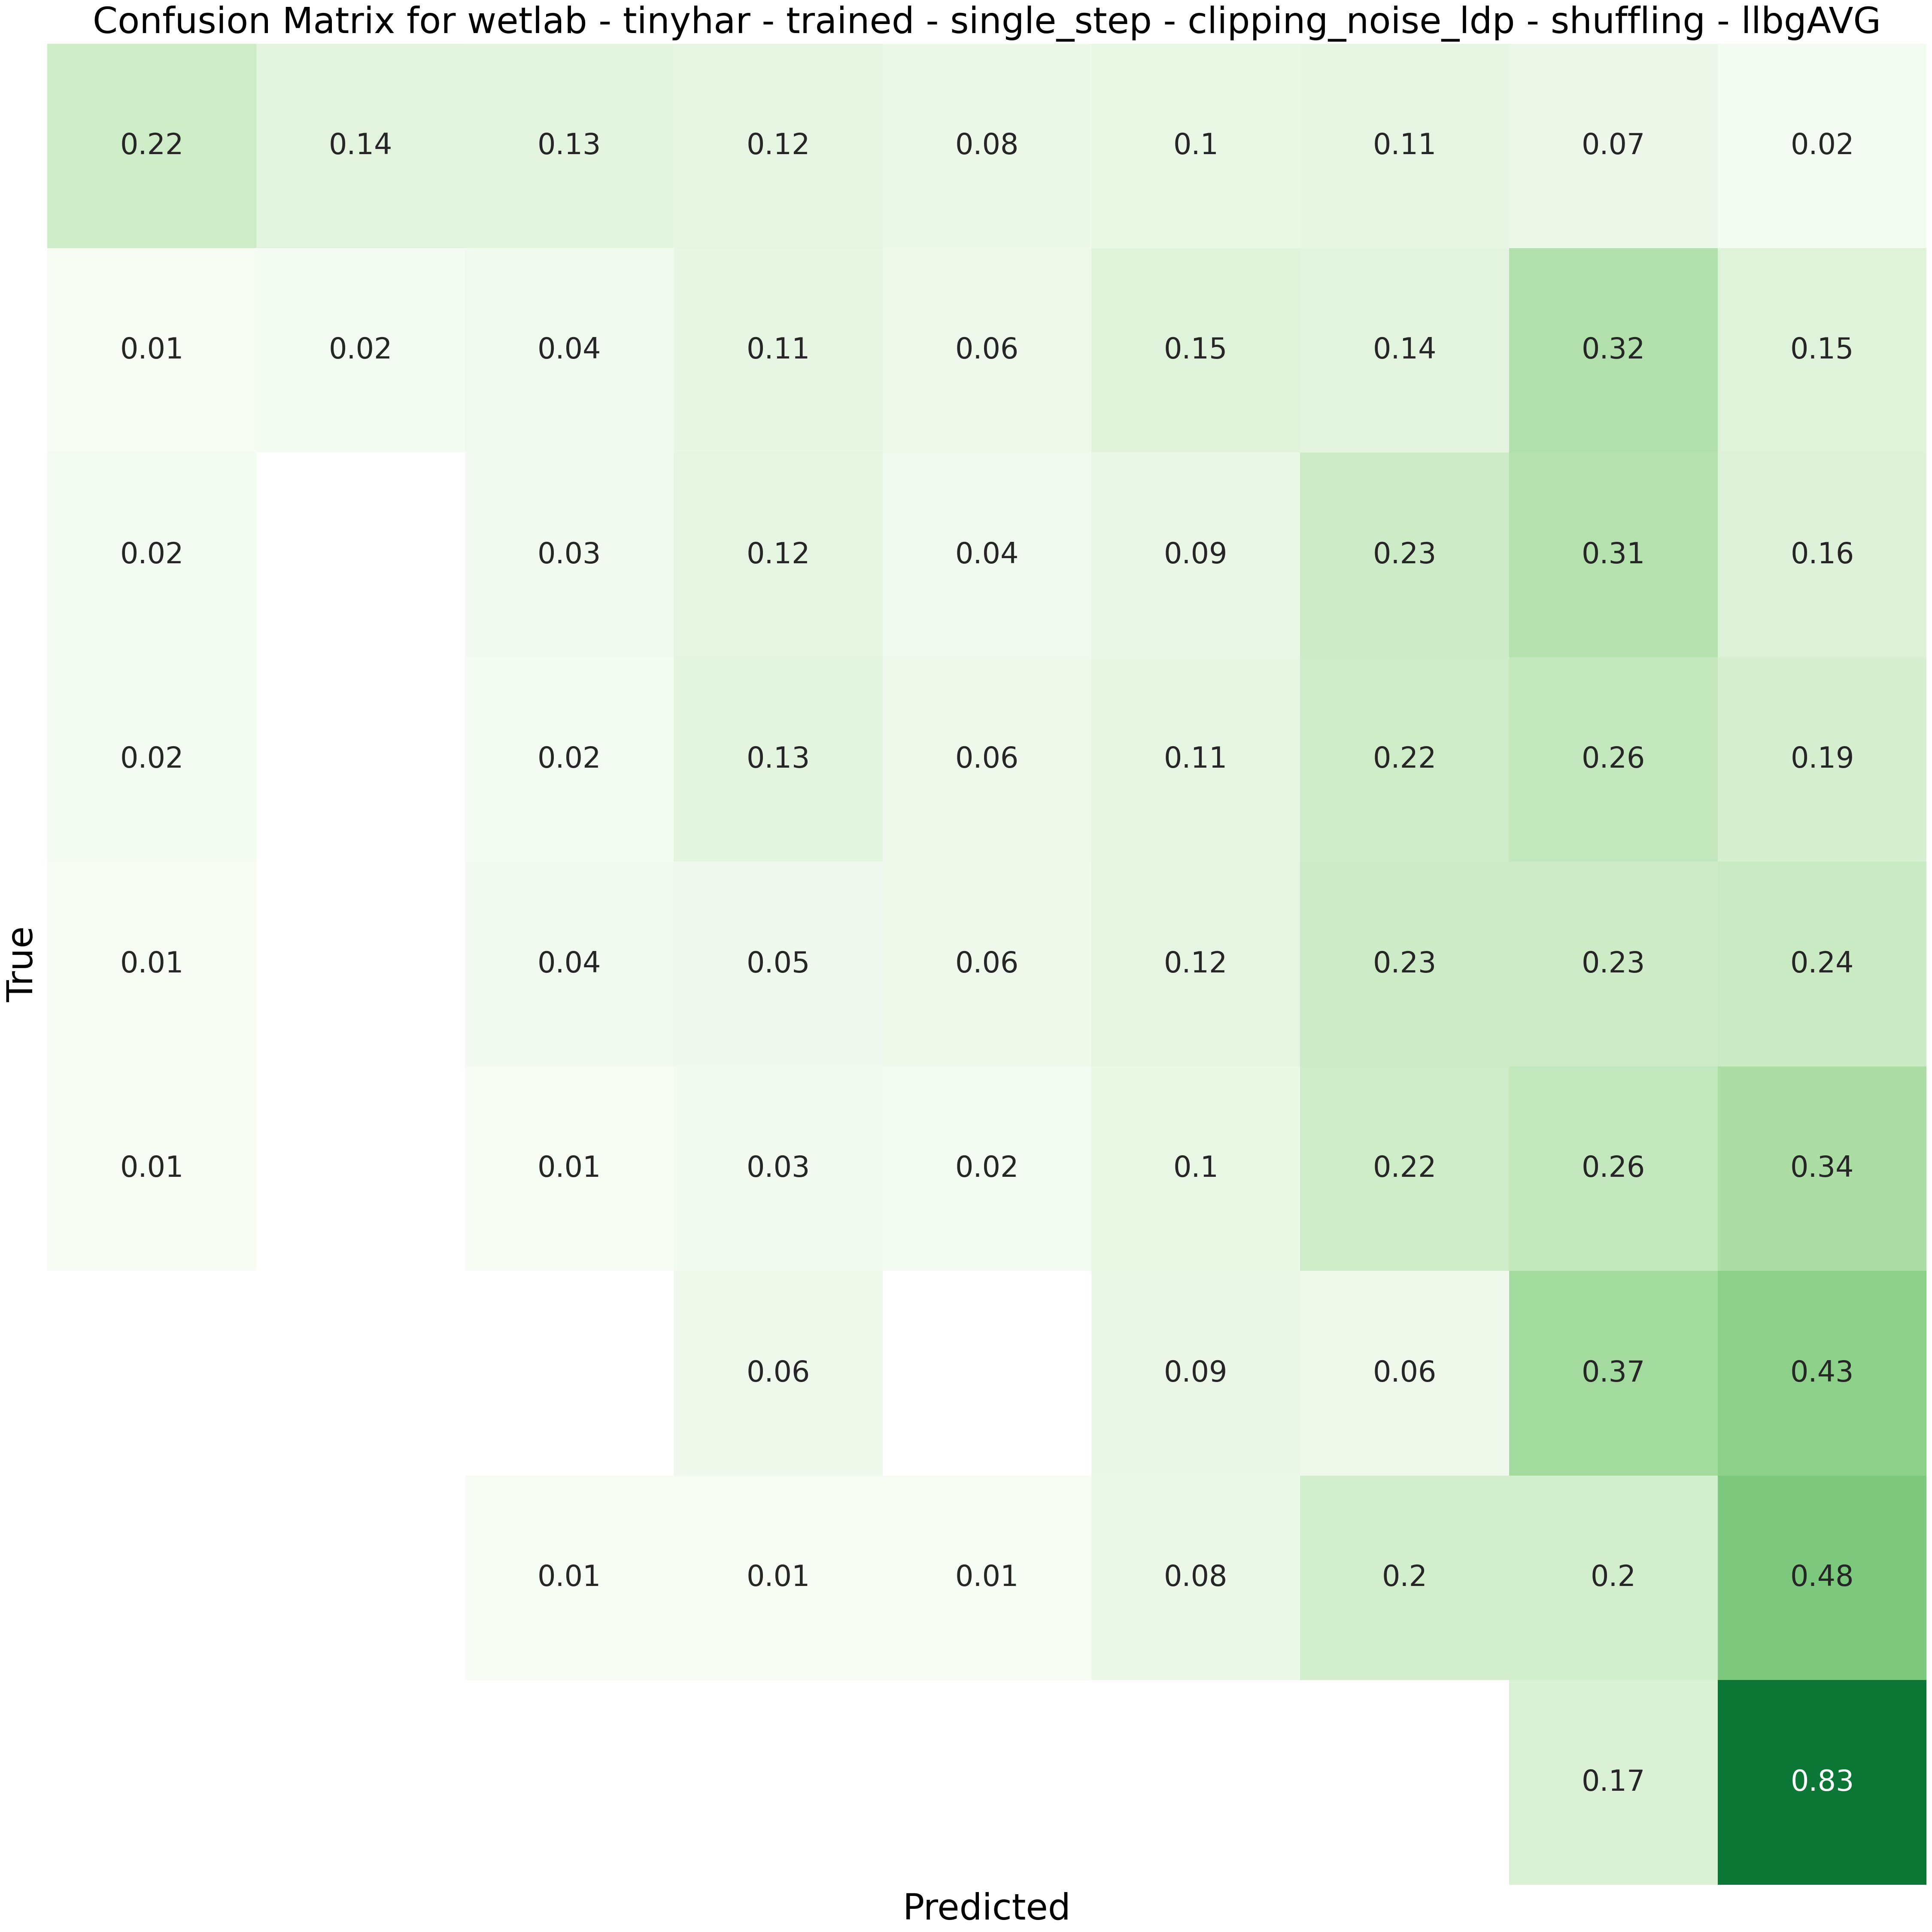 Confusion Matrix for wetlab - tinyhar - trained - single_step - clipping_noise_ldp - shuffling - llbgAVG
0.22 0.14 0.13 0.12 0.08 0.1 0.11 0.07 0.02
0.01 0.02 0.04 0.11 0.06 0.15 0.14 0.32 0.15
0.02 0.03 0.12 0.04 0.09 0.23 0.31 0.16
0.02 0.02 0.13 0.06 0.11 0.22 0.26 0.19
0.01 0.04 0.05 0.06 0.12 0.23 0.23 0.24
0.01 0.01 0.03 0.02 0.1 0.22 0.26 0.34
0.06 0.09 0.06 0.37 0.43
0.01 0.01 0.01 0.08 0.2 0.2 0.48
0.17 0.83
True
Predicted